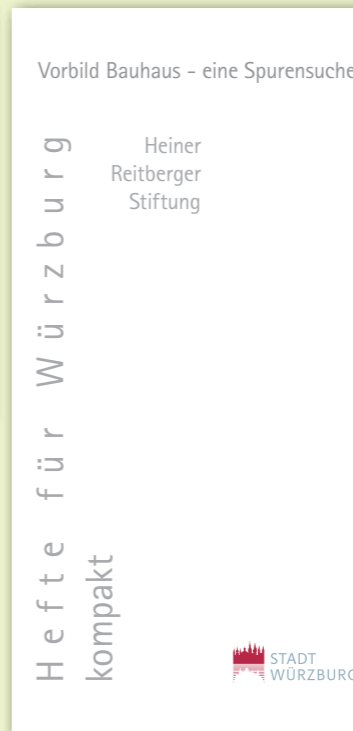 Vorbild Bauhaus - eine Spurensuche
Heiner
Reitberger
Stiftung
Hefte für Würzburg
kompakt
STADT
WÜRZBURG